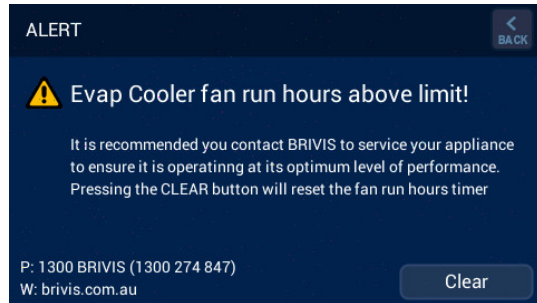 ALERT
BACK
Evap Cooler fan run hours above limit!
It is recommended you contact BRIVIS to service your appliance
to ensure it is operatinng at its optimum level of performance.
Pressing the CLEAR button will reset the fan run hours timer
P: 1300 BRIVIS (1300 274 847)
W: brivis.com.au
Clear